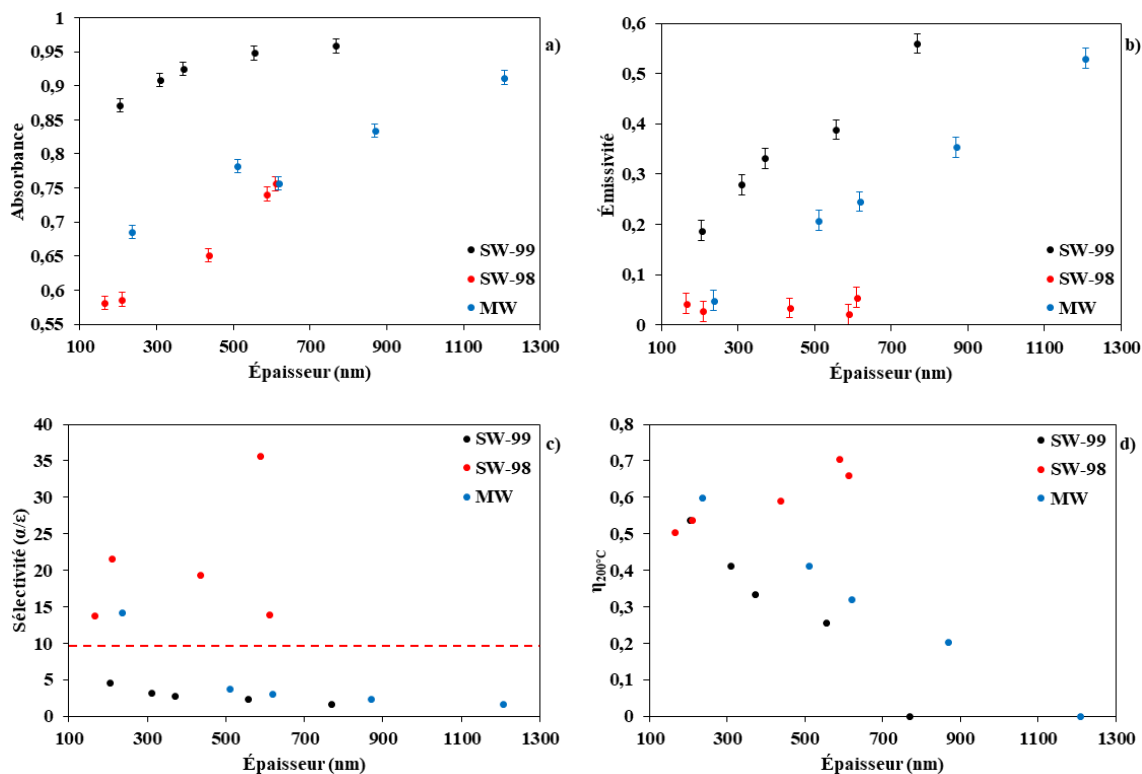 a)
1
0,95
0,9
0,85
0,8
0,75
0,7
0,65
0,6
0,55
Absorbance
SW-99
SW-98
MW
100 300 500 700 900 1100 1300
Épaisseur (nm)
b)
0,6
0,5
0,4
0,3
0,2
0,1
0
Émissivité
SW-99
SW-98
MW
100 300 500 700 900 1100 1300
Épaisseur (nm)
c)
40
35
30
25
20
15
10
5
0
Sélectivité (α/ε)
SW-99
SW-98
MW
100 300 500 700 900 1100 1300
Épaisseur (nm)
d)
0,8
0,7
0,6
0,5
0,4
0,3
0,2
0,1
0
η200°C
SW-99
SW-98
MW
100 300 500 700 900 1100 1300
Épaisseur (nm)